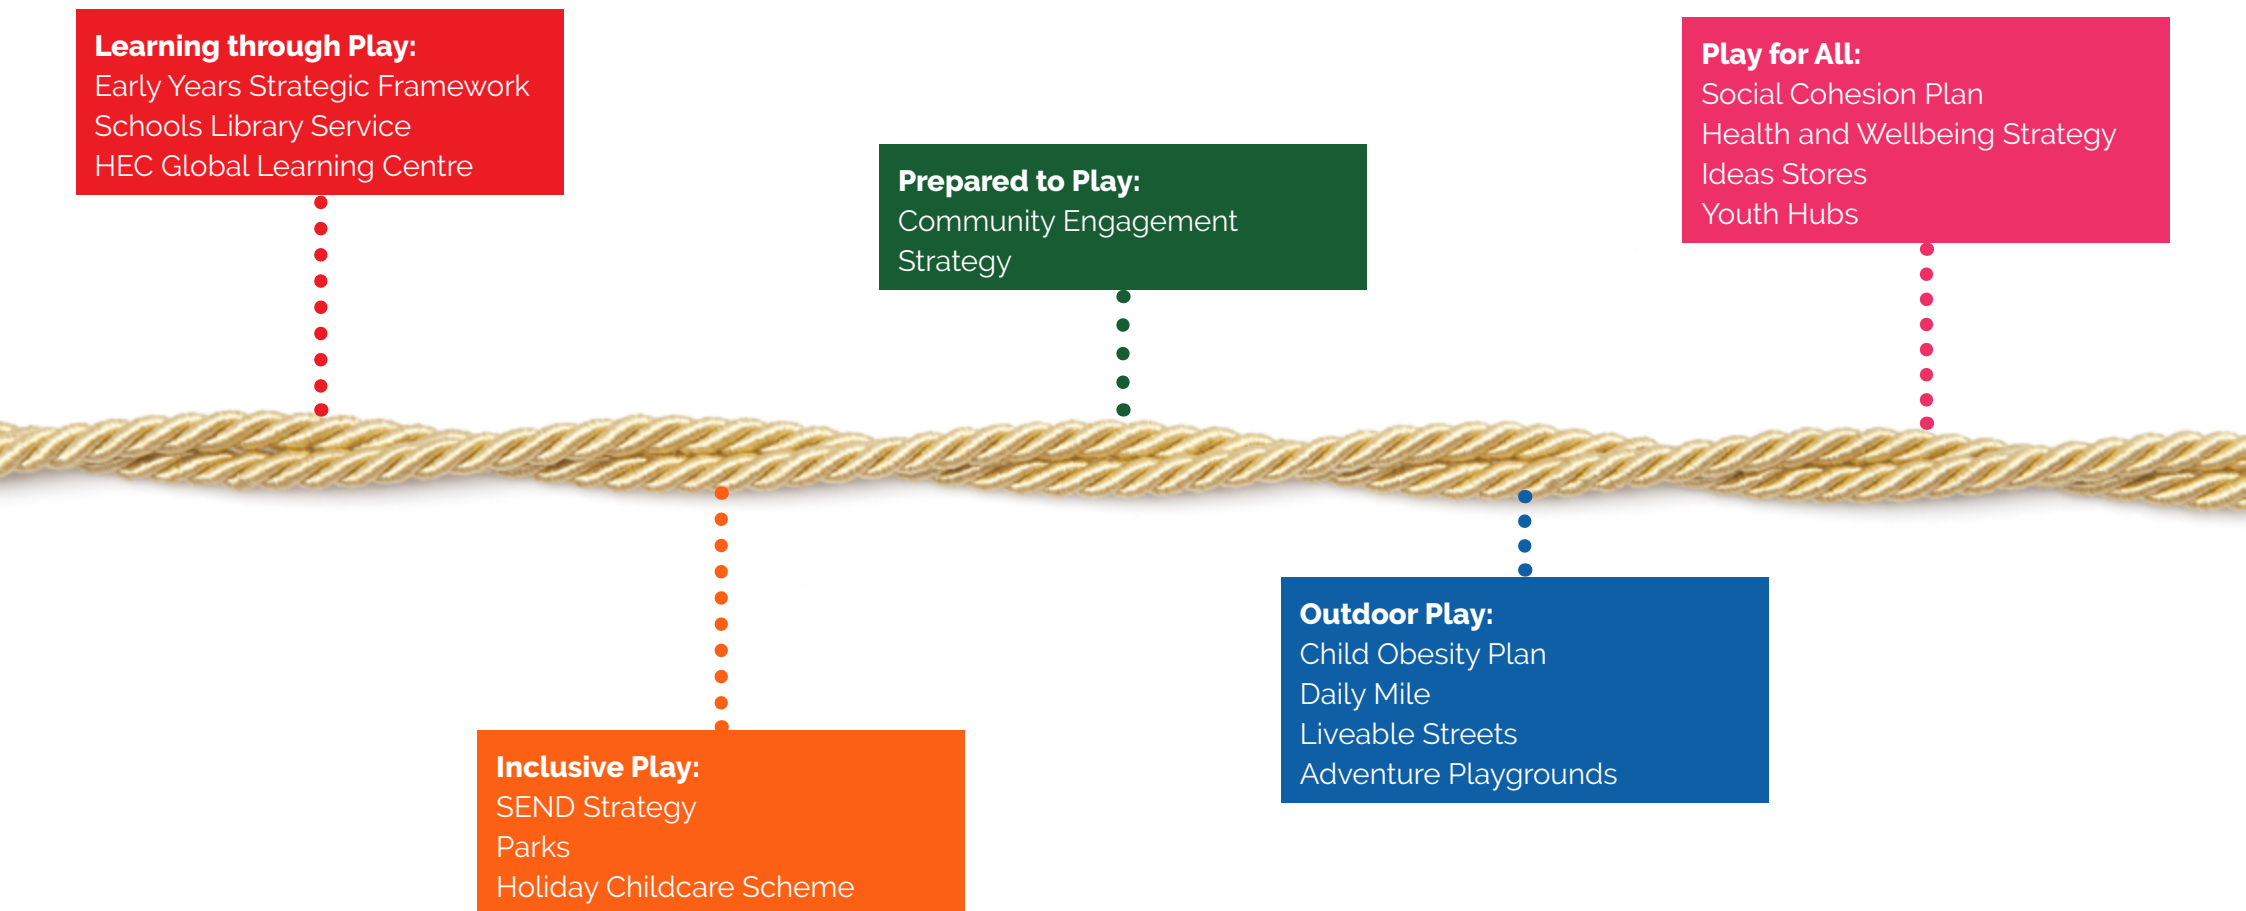 Learning through Play:
Early Years Strategic Framework
Schools Library Service
HEC Global Learning Centre
Inclusive Play:
SEND Strategy
Parks
Holiday Childcare Scheme
Prepared to Play:
Community Engagement
Strategy
Outdoor Play:
Child Obesity Plan
Daily Mile
Liveable Streets
Adventure Playgrounds
Play for All:
Social Cohesion Plan
Health and Wellbeing Strategy
Ideas Stores
Youth Hubs